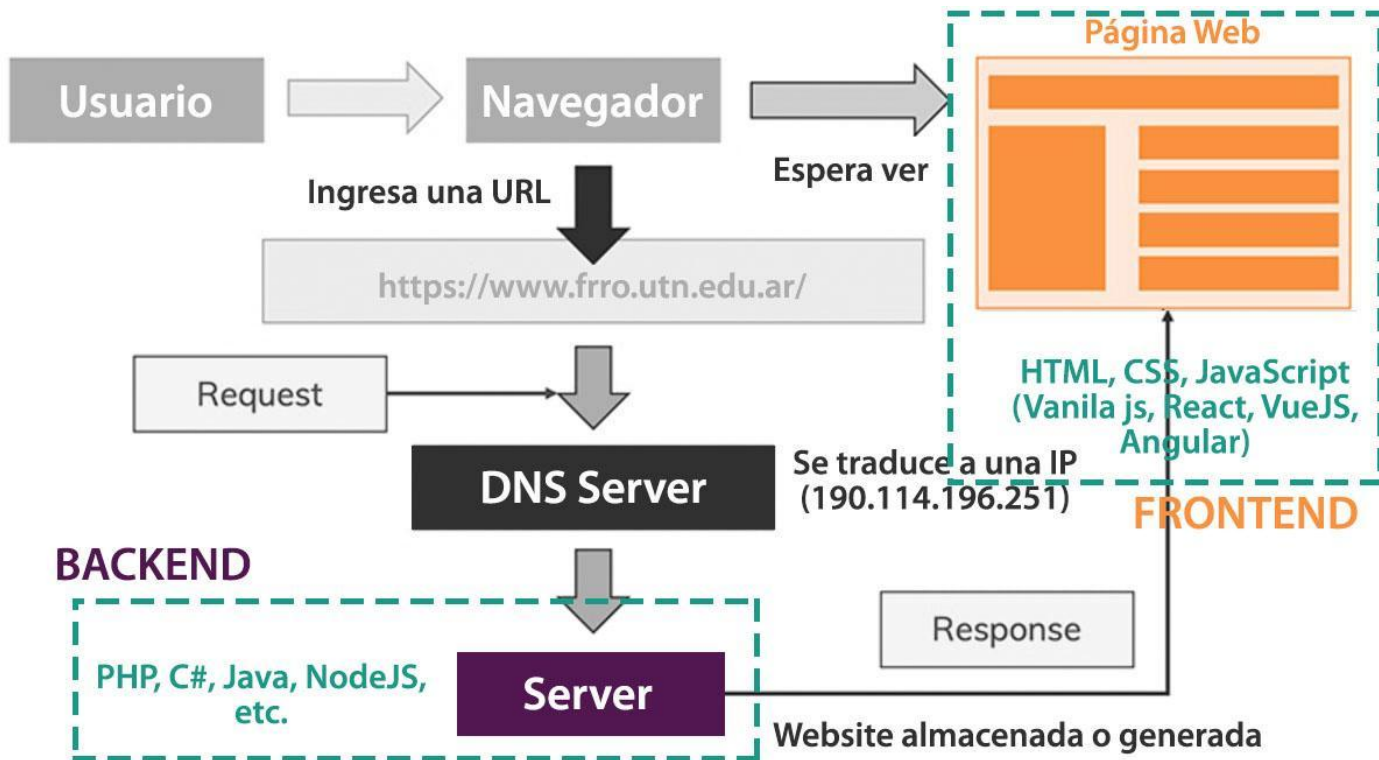 Página Web
Usuario
Navegador
Espera ver
Ingresa una URL
https://www.frro.utn.edu.ar/
Request
HTML, CSS, JavaScript
(Vanila js, React, VueJS,
Angular)
DNS Server
Se traduce a una IP
(190.114.196.251)
FRONTEND
BACKEND
PHP, C#, Java, NodeJS,
etc.
Server
Response
Website almacenada o generada